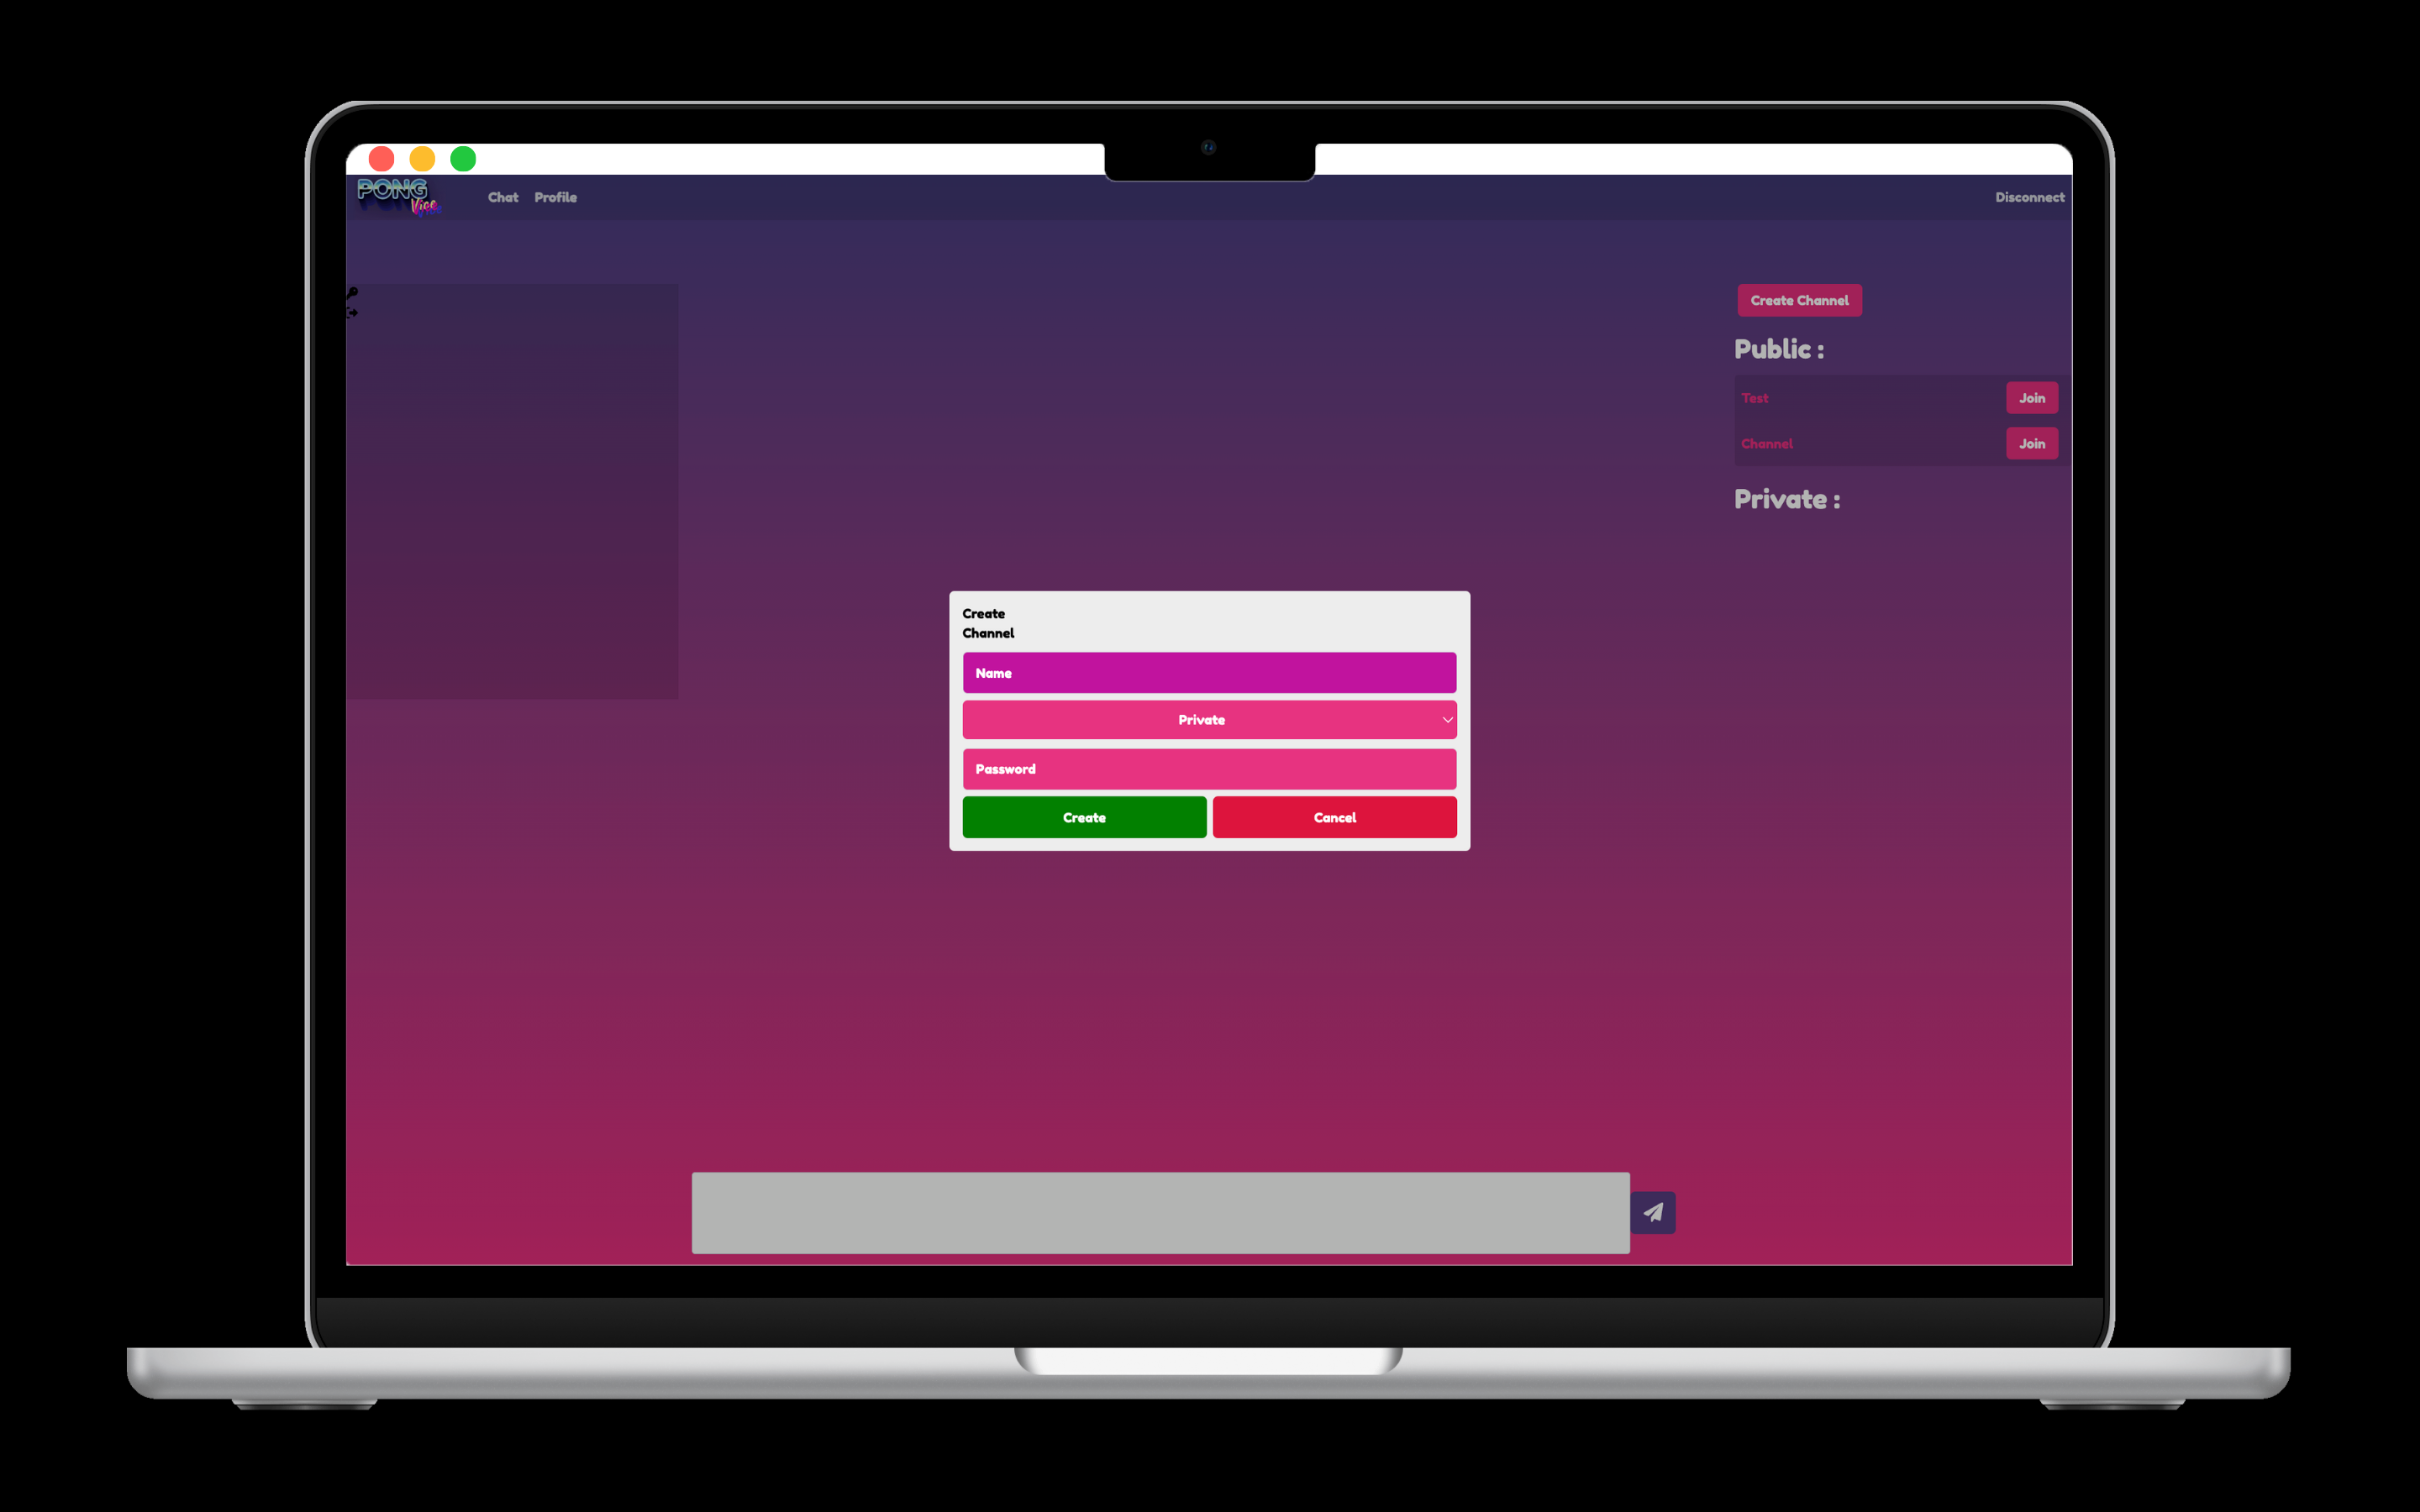 PONG
Vice
Chat Profile Disconnect
Create Channel
Public :
Test Join
Channel Join
Private :
Create
Channel
Name
Private
Password
Create Cancel